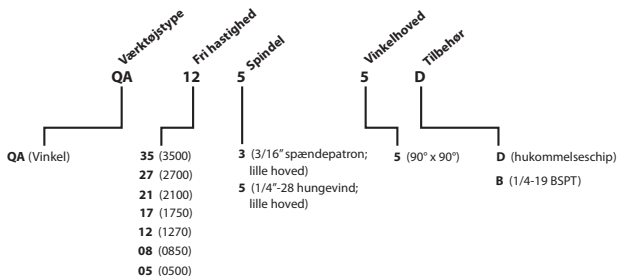 Værktøjstype
Fri hastighed
Spindel
Vinkelhoved
Tilbehør
QA 12 5 5 D
QA (Vinkel)
35 (3500)
27 (2700)
21 (2100)
17 (1750)
12 (1270)
08 (0850)
05 (0500)
3 (3/16” spændepatron;
lille hoved)
5 (1/4”-28 hungevind;
lille hoved)
5 (90° x 90°)
D (hukommelseschip)
B (1/4-19 BSPT)